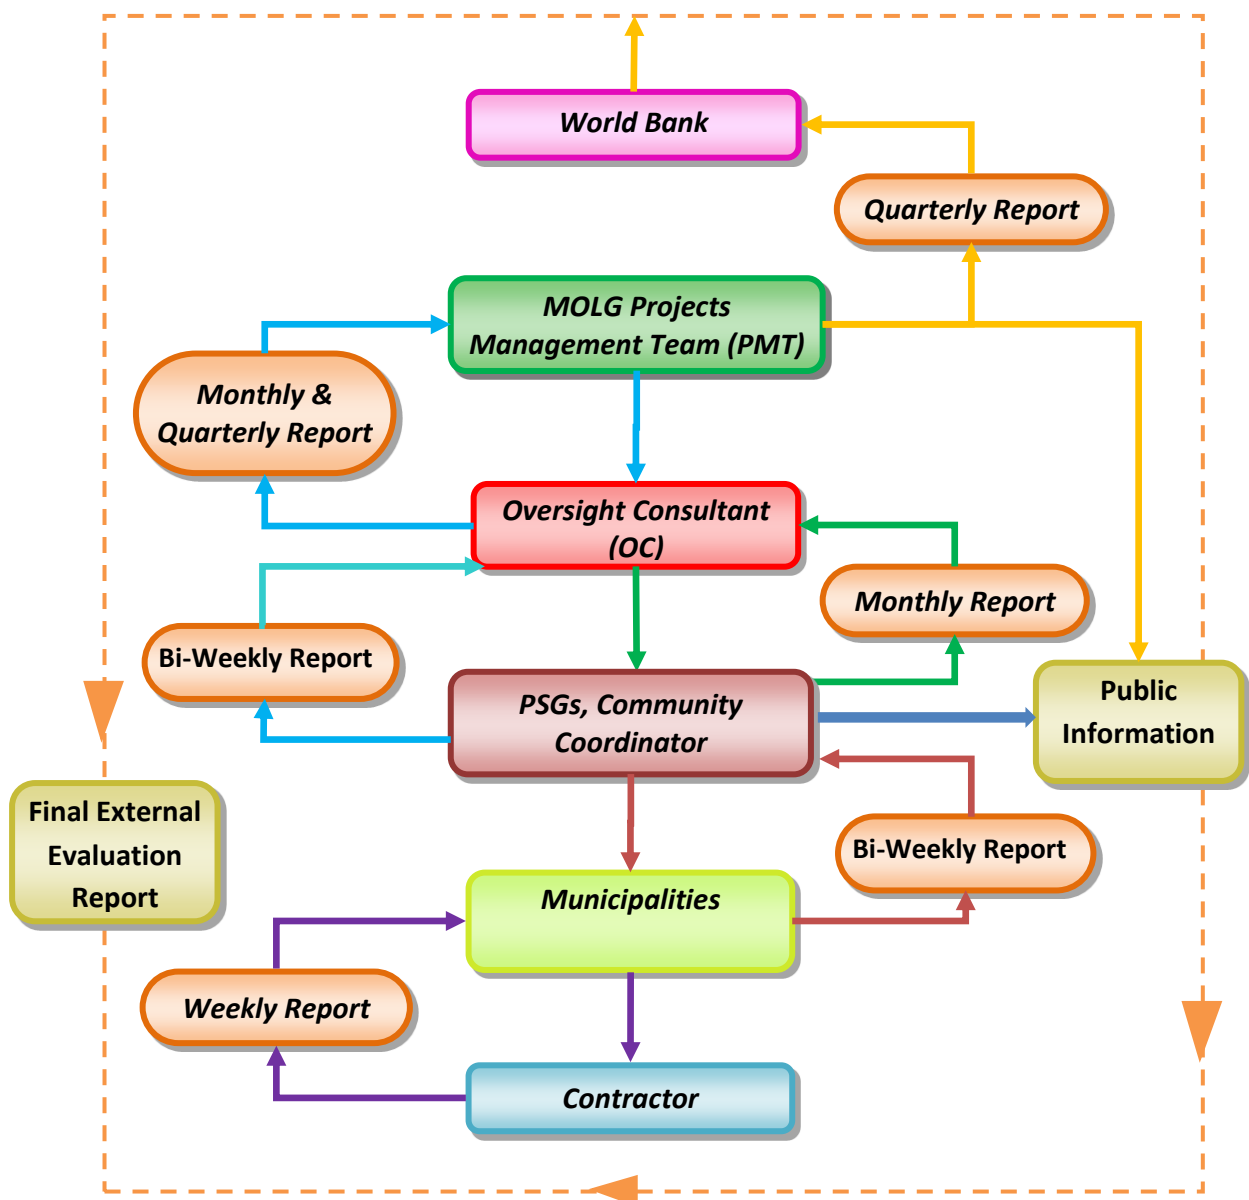 World Bank
Quarterly Report
MOLG Projects
Management Team (PMT)
Monthly &
Quarterly Report
Oversight Consultant
(OC)
Monthly Report
Bi-Weekly Report
PSGs, Community
Coordinator
Public
Information
Final External
Evaluation
Report
Bi-Weekly Report
Municipalities
Weekly Report
Contractor